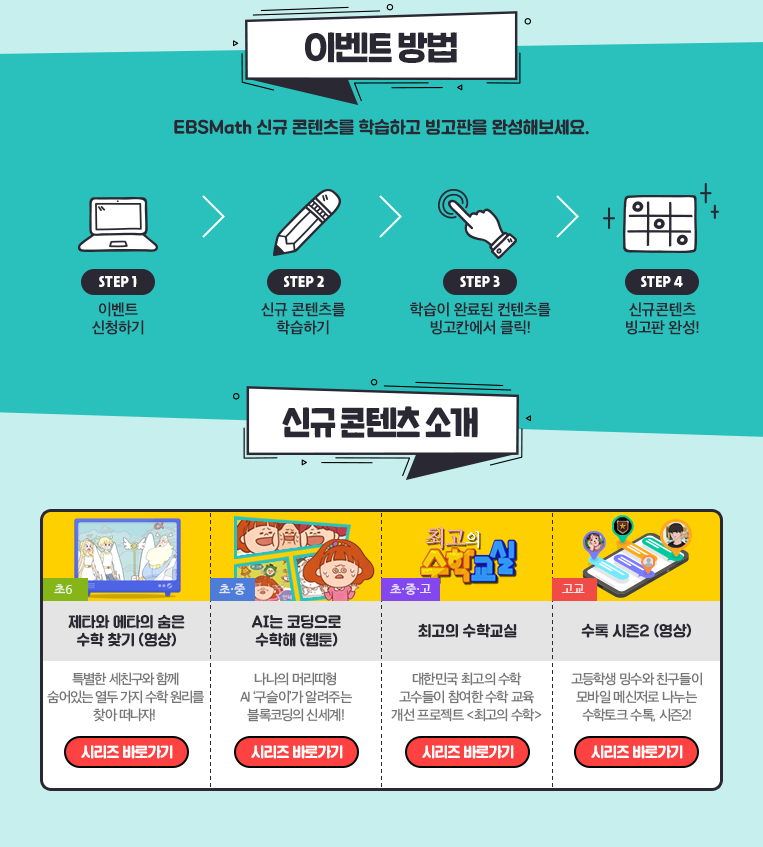 이벤트 방법
EBSMath 신규 콘텐츠를 학습하고 빙고판을 완성해보세요.
STEP 1
이벤트
신청하기
STEP 2
신규 콘텐츠를
학습하기
STEP 3
학습이 완료된 컨텐츠를
빙고칸에서 클릭!
STEP 4
신규콘텐츠
빙고판 완성!
신규 콘텐츠 소개
초6
제타와 에타의 숨은
수학 찾기 (영상)
특별한 세친구와 함께
숨어있는 열두 가지 수학 원리를
찾아 떠나자!
시리즈 바로가기
초·중
AI는 코딩으로
수학해 (웹툰)
나나의 머리띠형
AI '구슬이'가 알려주는
블록코딩의 신세계!
시리즈 바로가기
최고의
수학교실
초·중·고
최고의 수학교실
대한민국 최고의 수학
고수들이 참여한 수학 교육
개선 프로젝트 <최고의 수학>
시리즈 바로가기
고교
수톡 시즌2 (영상)
고등학생 밍수와 친구들이
모바일 메신저로 나누는
수학토크 수톡, 시즌2!
시리즈 바로가기